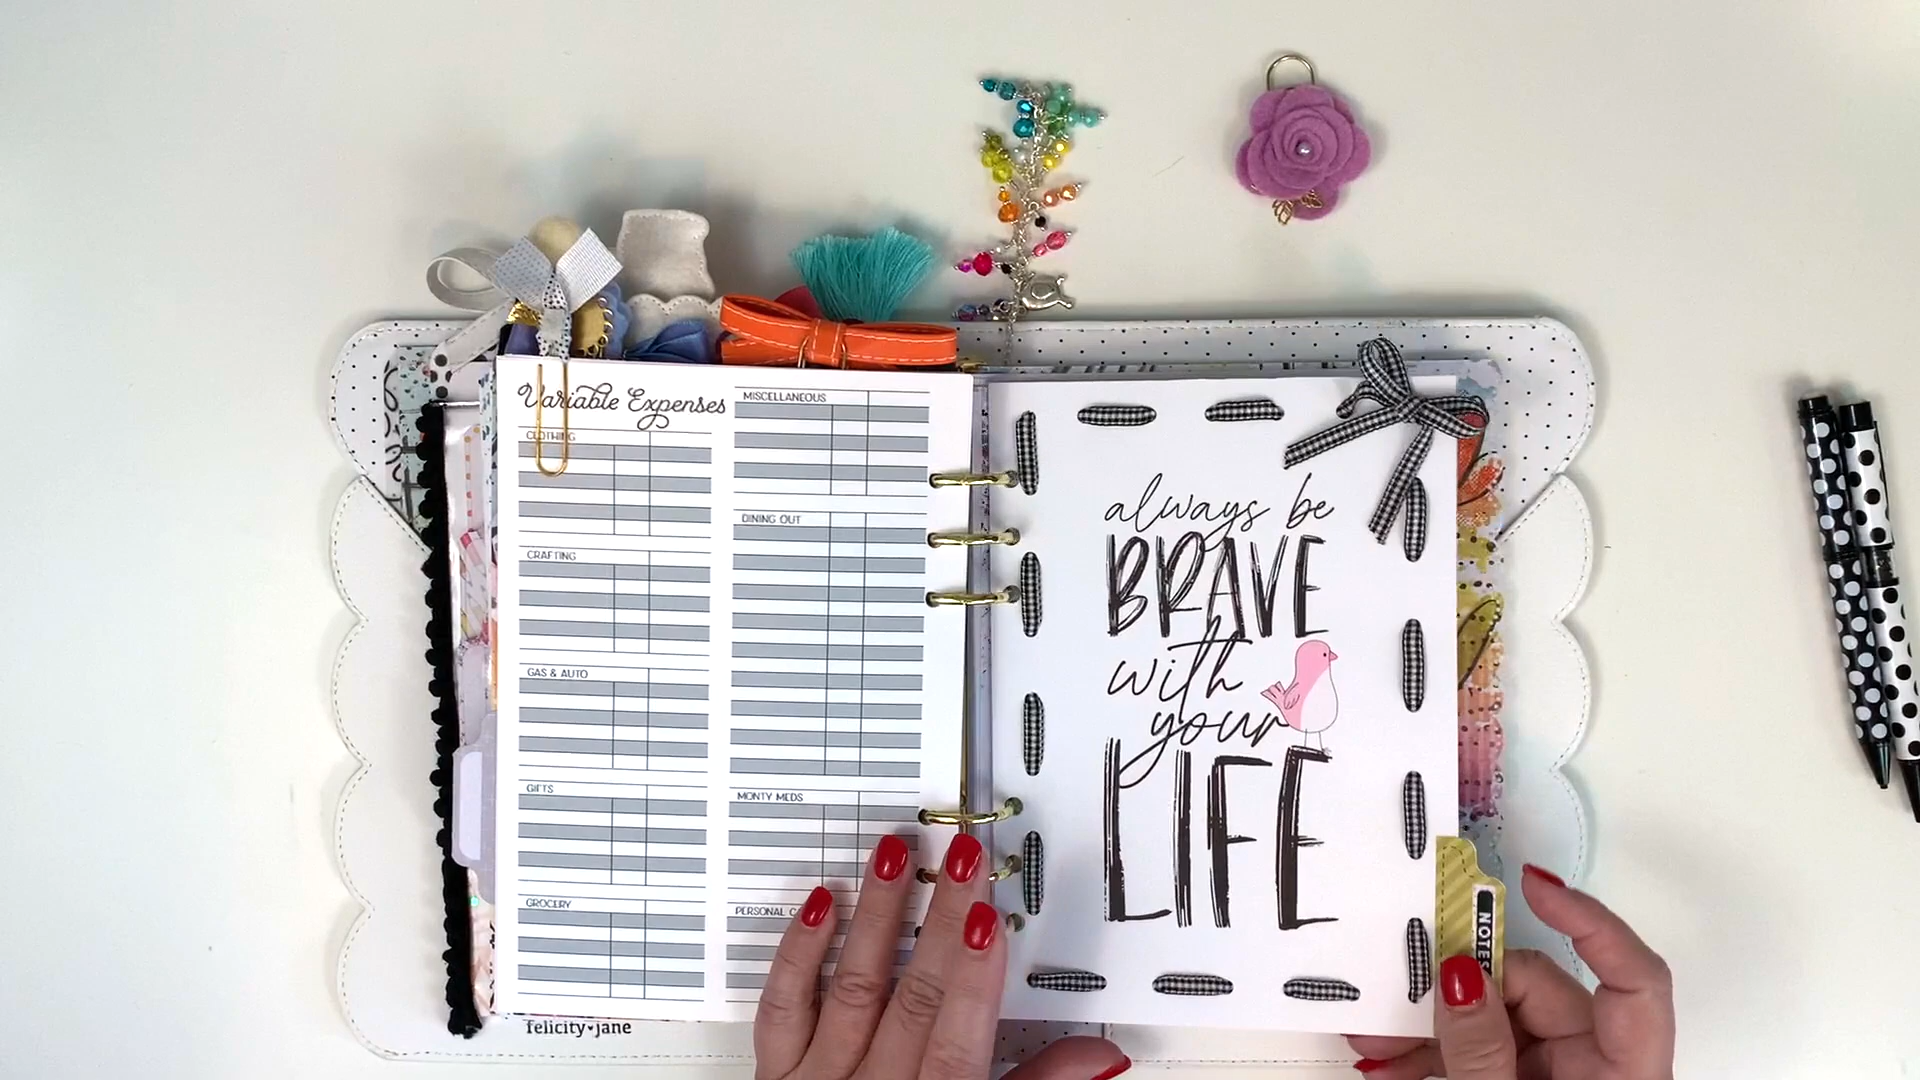 Variable Expenses
CLOTHING
CRAFTING
GAS & AUTO
GIFTS
GROCERY
MISCELLANEOUS
DINING OUT
MONTY MEDS
PERSONAL C
felicity jane
always be
BRAVE
with
your
LIFE
NOTES